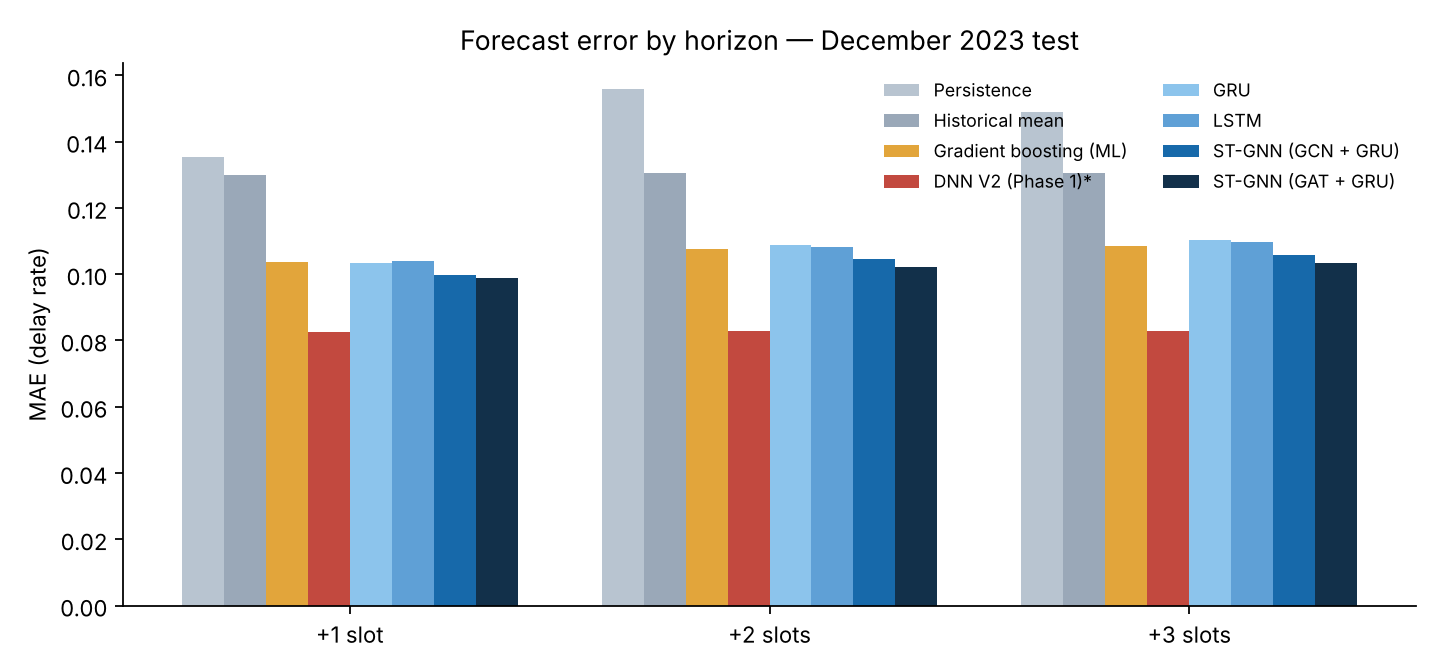 Forecast error by horizon — December 2023 test
Persistence
Historical mean
Gradient boosting (ML)
DNN V2 (Phase 1)*
GRU
LSTM
ST-GNN (GCN + GRU)
ST-GNN (GAT + GRU)
MAE (delay rate)
0.16
0.14
0.12
0.10
0.08
0.06
0.04
0.02
0.00
+1 slot
+2 slots
+3 slots